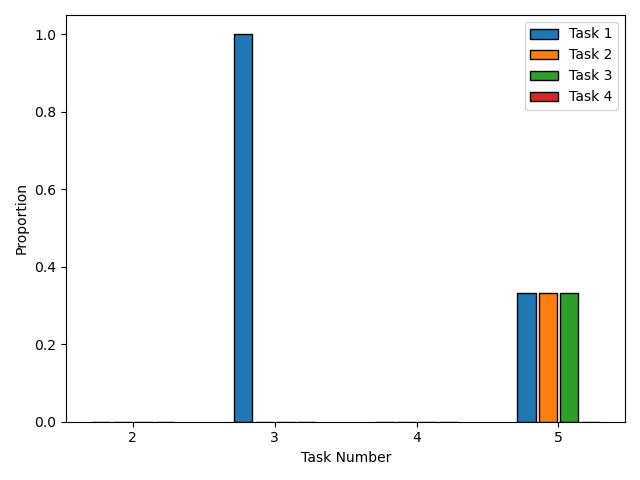 Task 1
Task 2
Task 3
Task 4
1.0
0.8
0.6
0.4
0.2
0.0
Proportion
2 3 4 5
Task Number